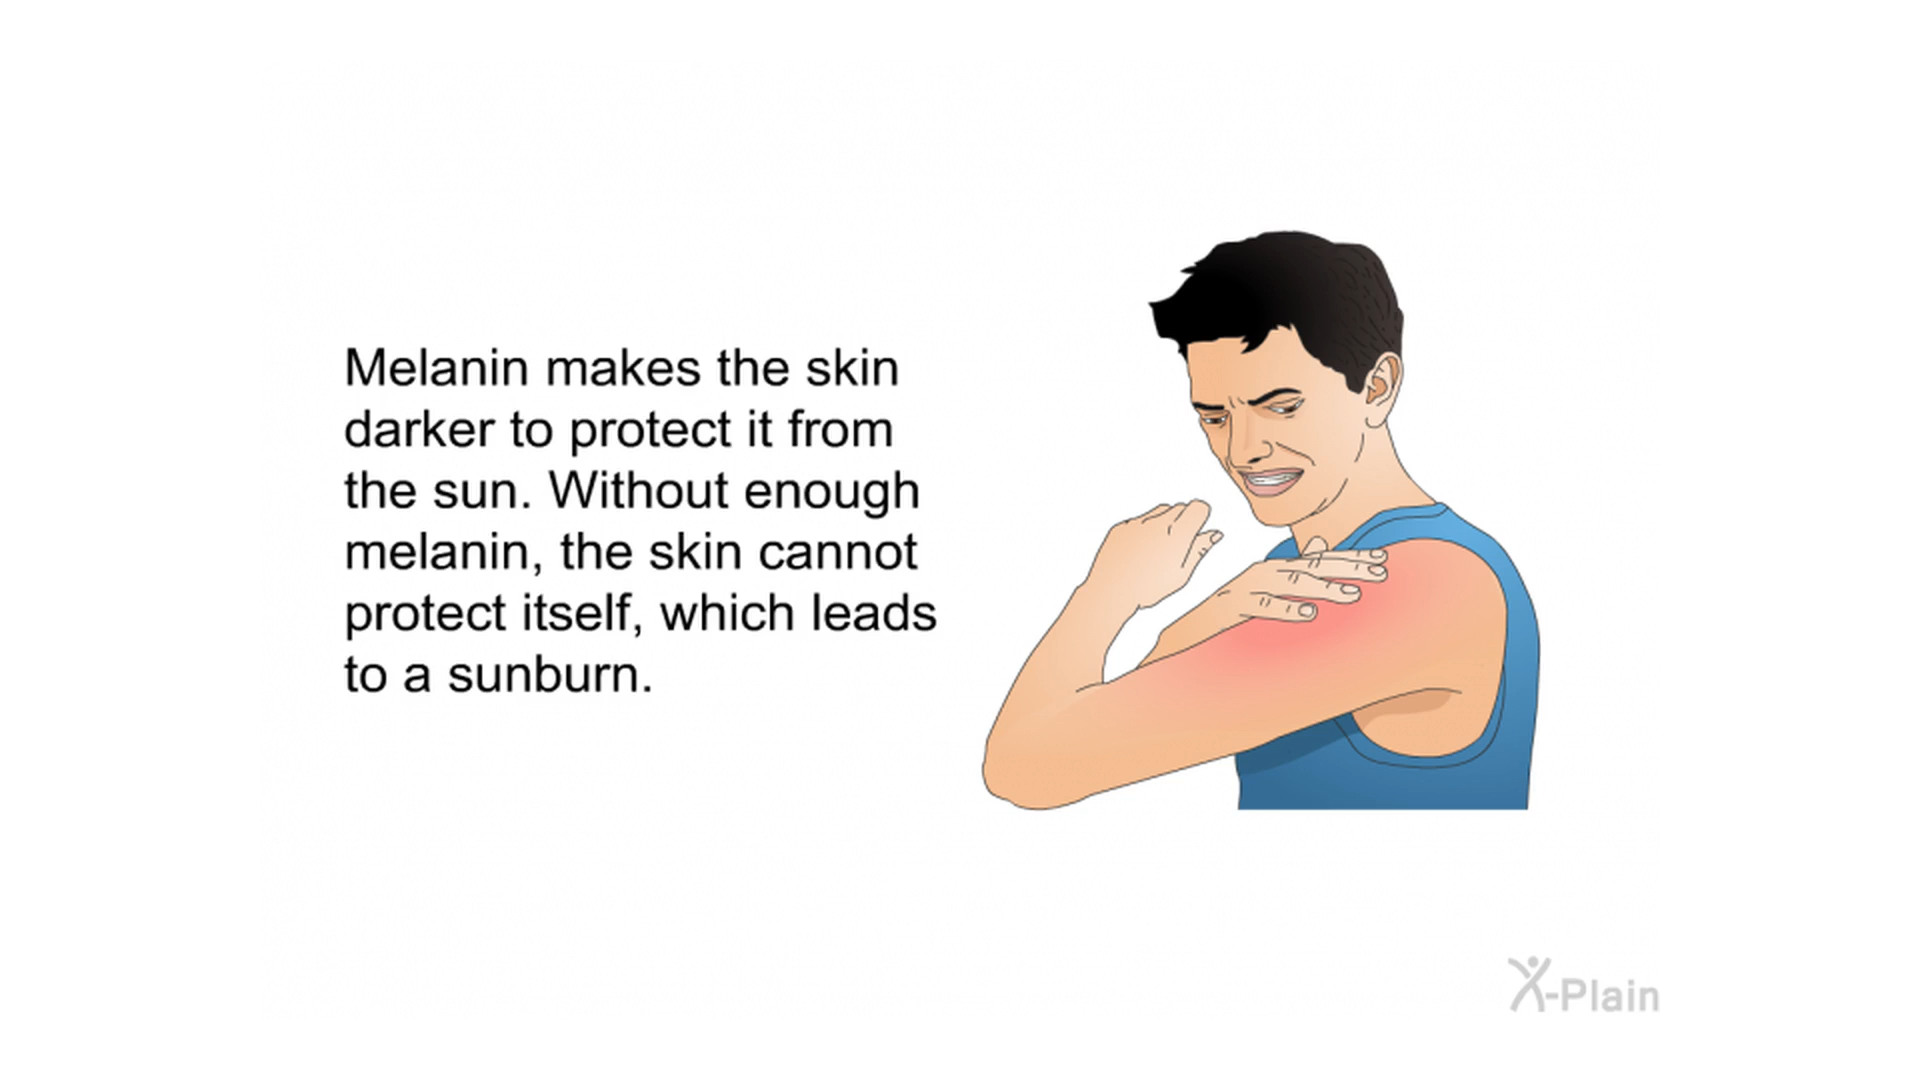 Melanin makes the skin
darker to protect it from
the sun. Without enough
melanin, the skin cannot
protect itself, which leads
to a sunburn.
X-Plain